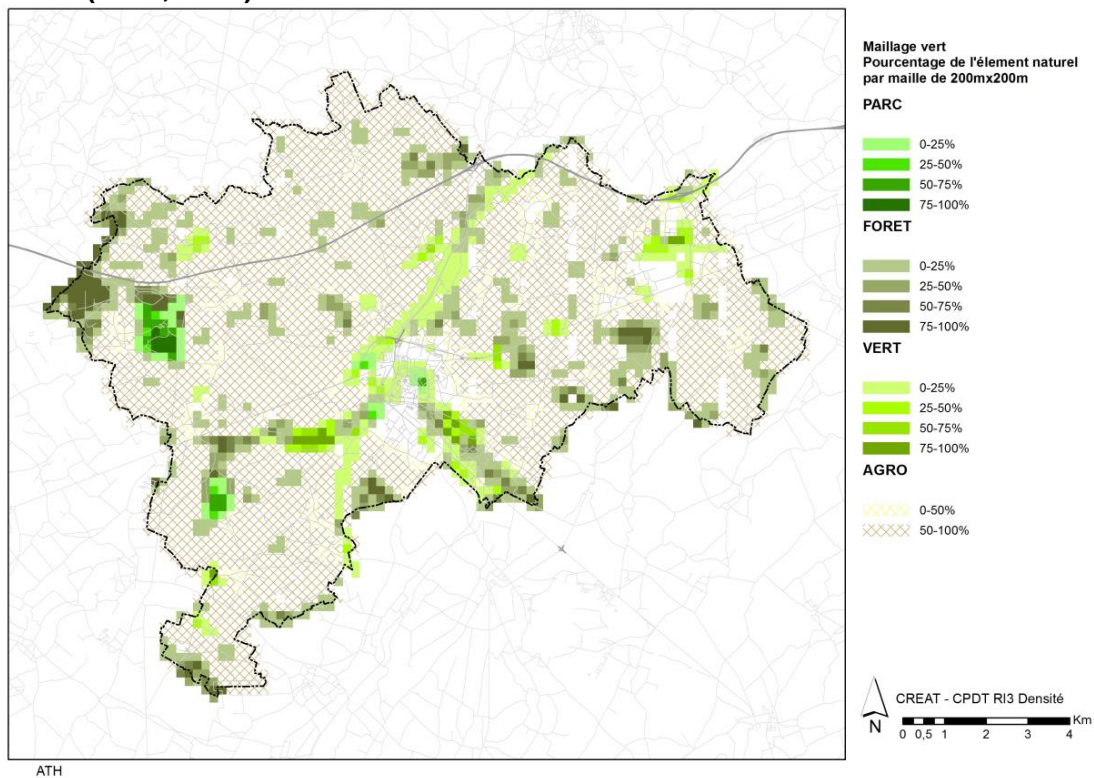 Maillage vert
Pourcentage de l'élement naturel
par maille de 200mx200m
PARC
0-25%
25-50%
50-75%
75-100%
FORET
0-25%
25-50%
50-75%
75-100%
VERT
0-25%
25-50%
50-75%
75-100%
AGRO
0-50%
50-100%
CREAT - CPDT RI3 Densité
N
Km
0 0,5 1 2 3 4
ATH